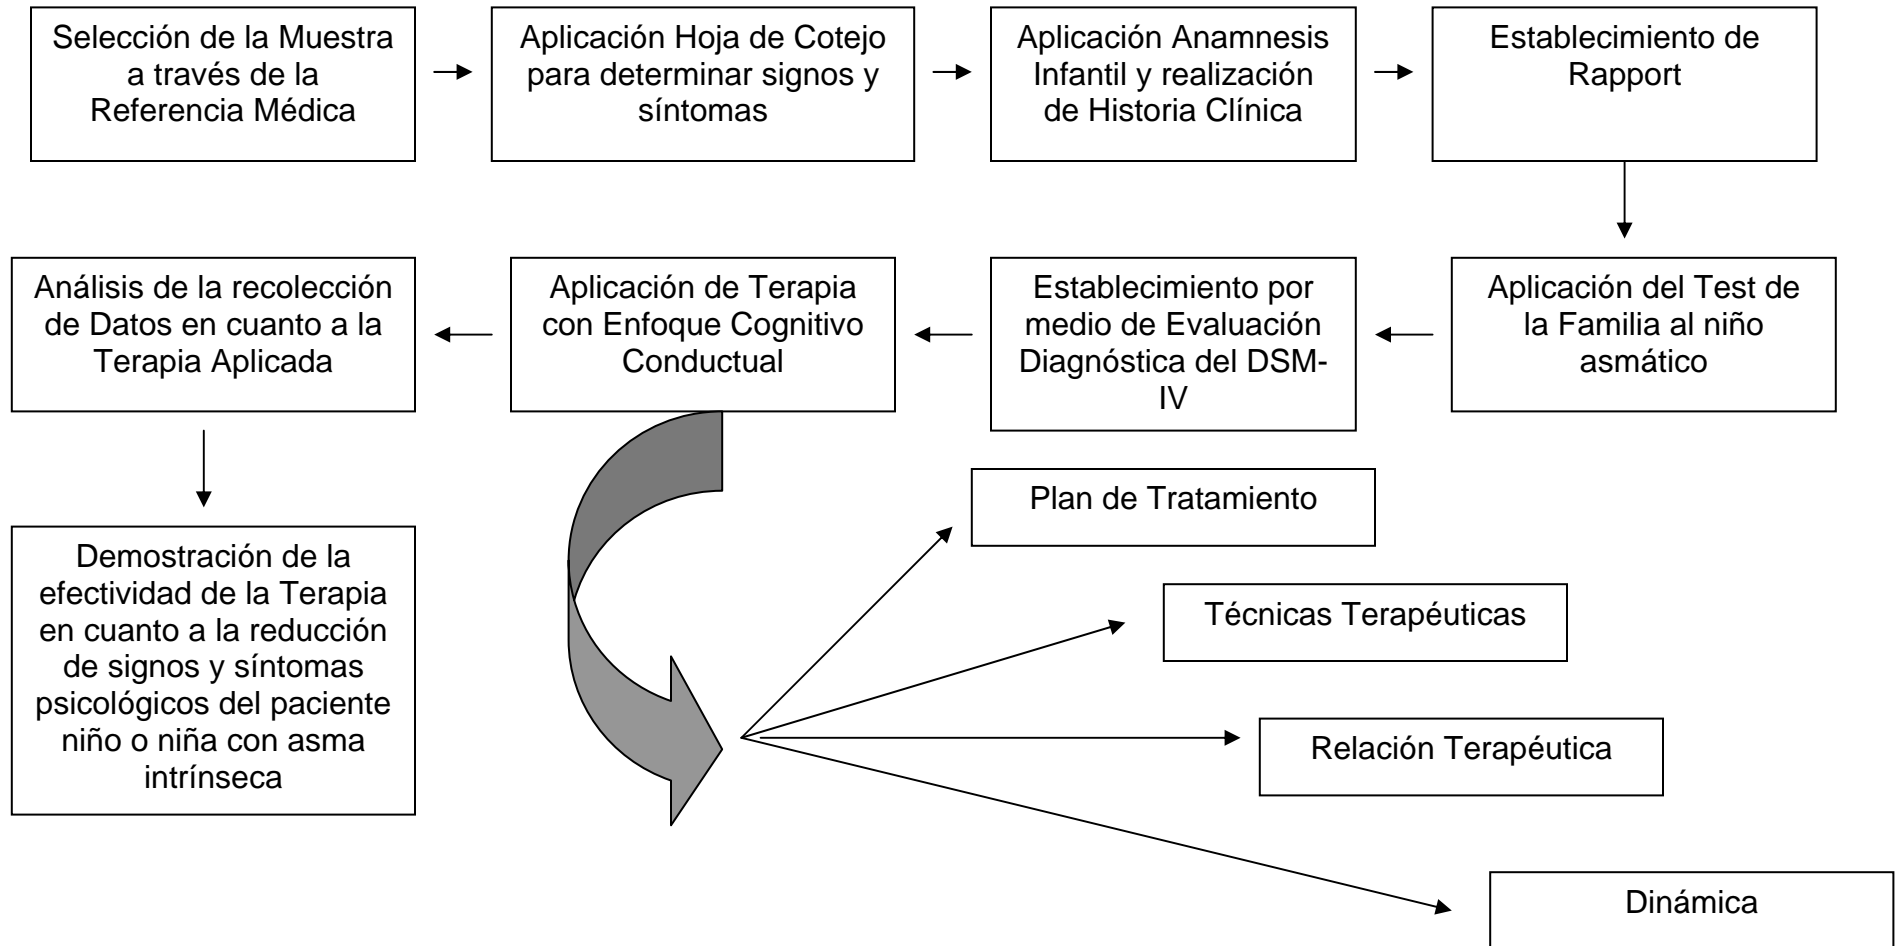 Selección de la Muestra
a través de la
Referencia Médica
Aplicación Hoja de Cotejo
para determinar signos y
síntomas
Aplicación Anamnesis
Infantil y realización
de Historia Clínica
Establecimiento de
Rapport
Aplicación del Test de
la Familia al niño
asmático
Establecimiento por
medio de Evaluación
Diagnóstica del DSM-
IV
Aplicación de Terapia
con Enfoque Cognitivo
Conductual
Análisis de la recolección
de Datos en cuanto a la
Terapia Aplicada
Demostración de la
efectividad de la Terapia
en cuanto a la reducción
de signos y síntomas
psicológicos del paciente
niño o niña con asma
intrínseca
Plan de Tratamiento
Técnicas Terapéuticas
Relación Terapéutica
Dinámica